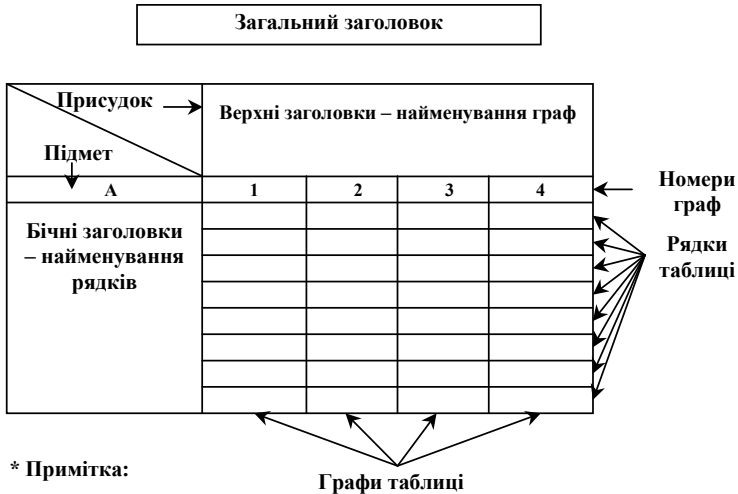 Загальний заголовок
Присудок
Верхні заголовки – найменування граф
Підмет
А 1 2 3 4
Номери
граф
Бічні заголовки
– найменування
рядків
Рядки
таблиці
* Примітка:
Графи таблиці